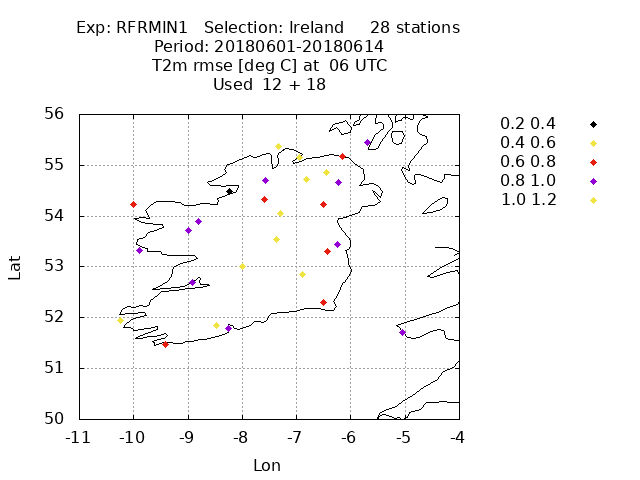 Exp: RFRMIN1 Selection: Ireland 28 stations
Period: 20180601-20180614
T2m rmse [deg C] at 06 UTC
Used 12 + 18
56
55
54
53
52
51
50
-11 -10 -9 -8 -7 -6 -5 -4
Lat
Lon
0.2 0.4
0.4 0.6
0.6 0.8
0.8 1.0
1.0 1.2